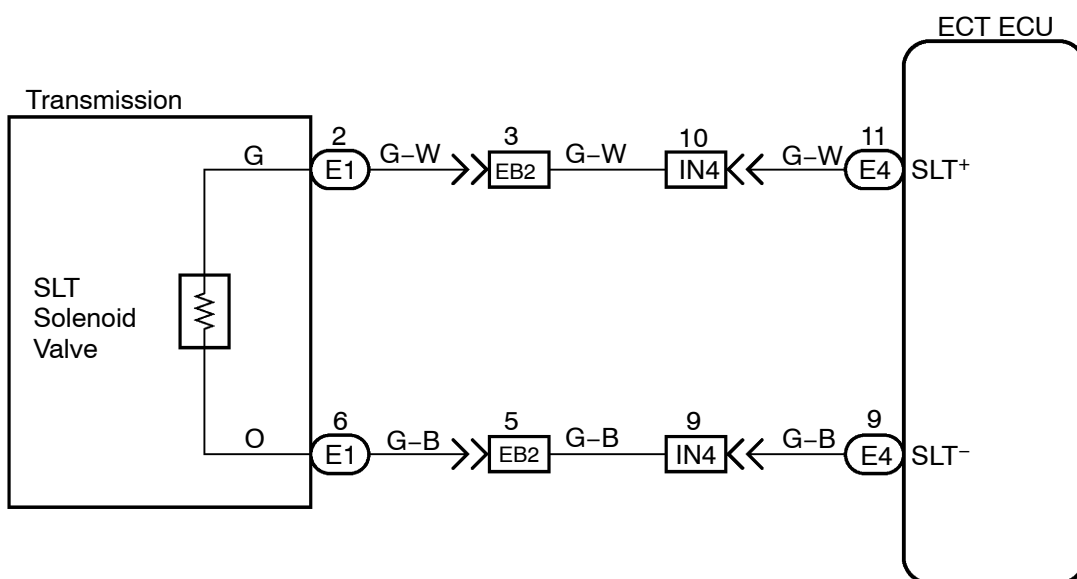 ECT ECU
Transmission
2 3 10 11
G G–W G–W G–W
E1 EB2 IN4 E4 SLT+
SLT
Solenoid
Valve
6 5 9 9
O G–B G–B G–B
E1 EB2 IN4 E4 SLT–